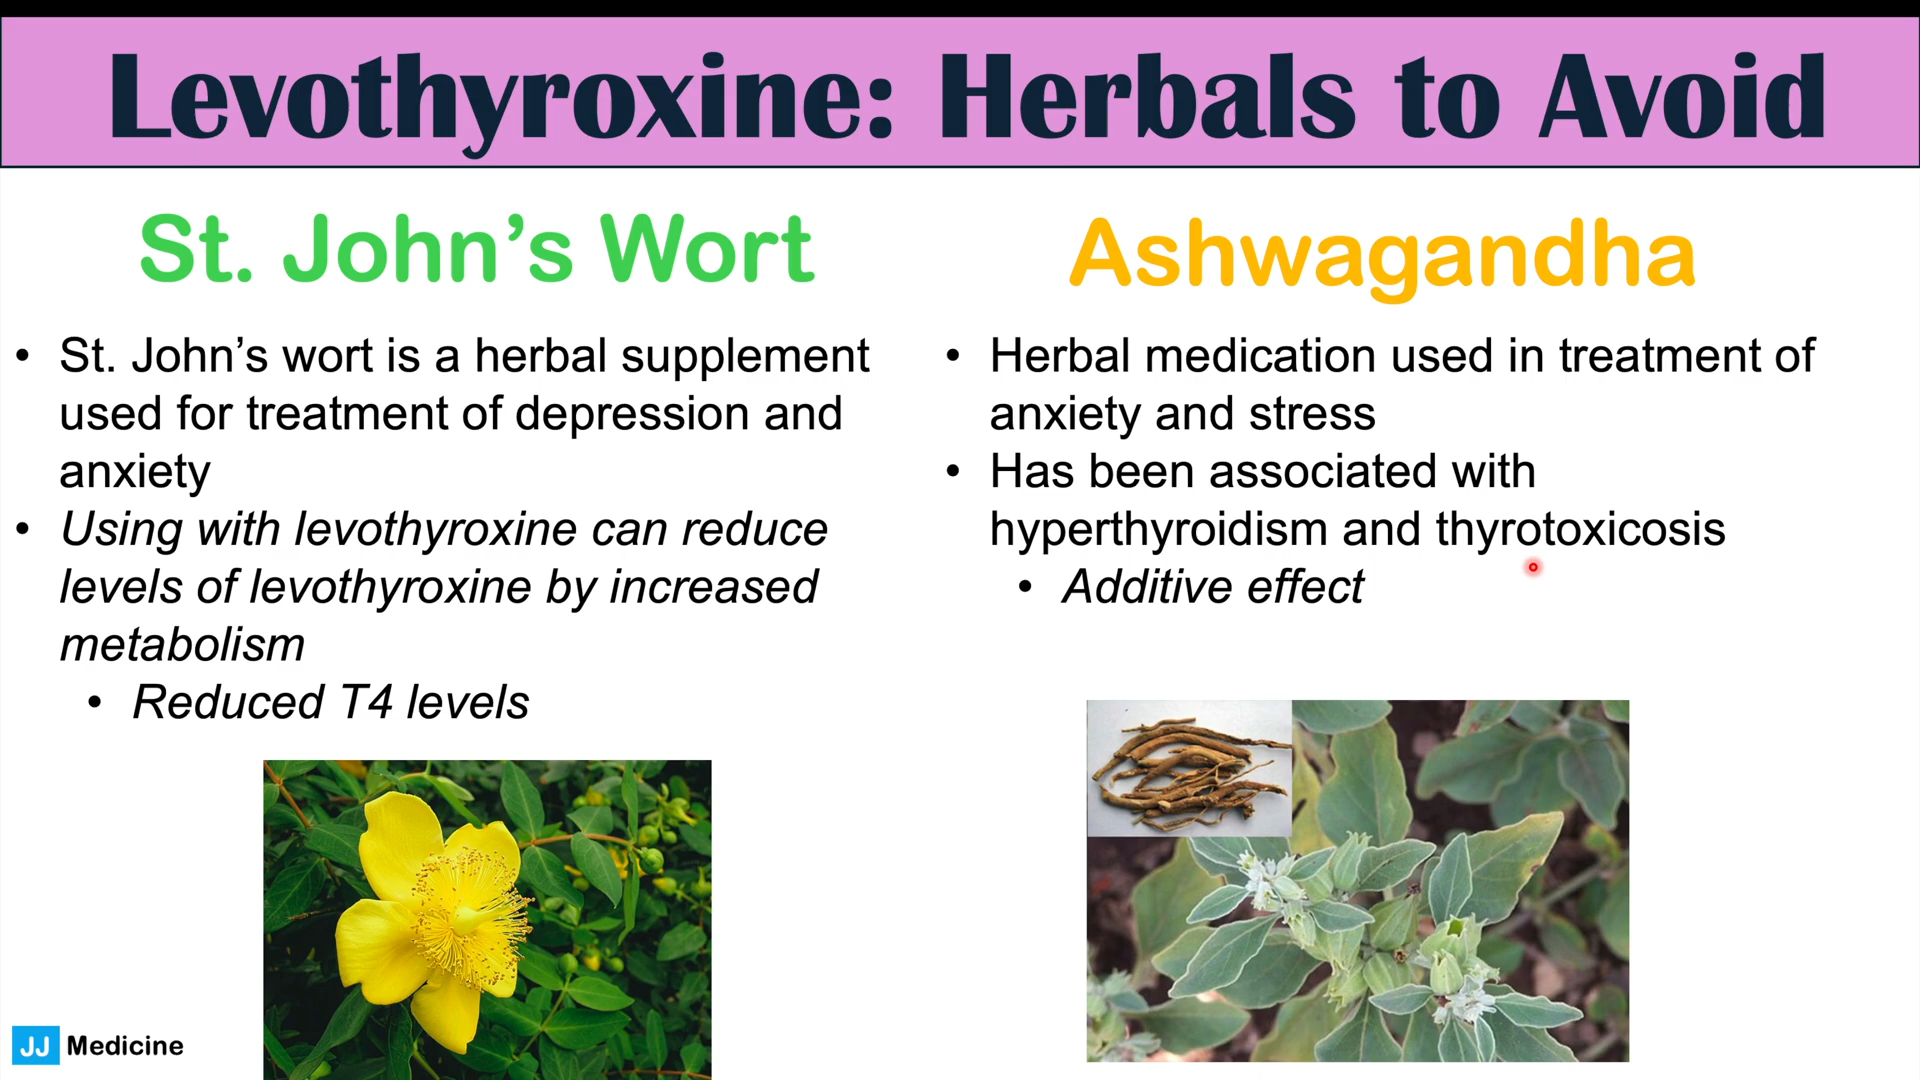 Levothyroxine: Herbals to Avoid
St. John’s Wort
• St. John’s wort is a herbal supplement
used for treatment of depression and
anxiety
• Using with levothyroxine can reduce
levels of levothyroxine by increased
metabolism
• Reduced T4 levels
Ashwagandha
• Herbal medication used in treatment of
anxiety and stress
• Has been associated with
hyperthyroidism and thyrotoxicosis
• Additive effect
JJ Medicine